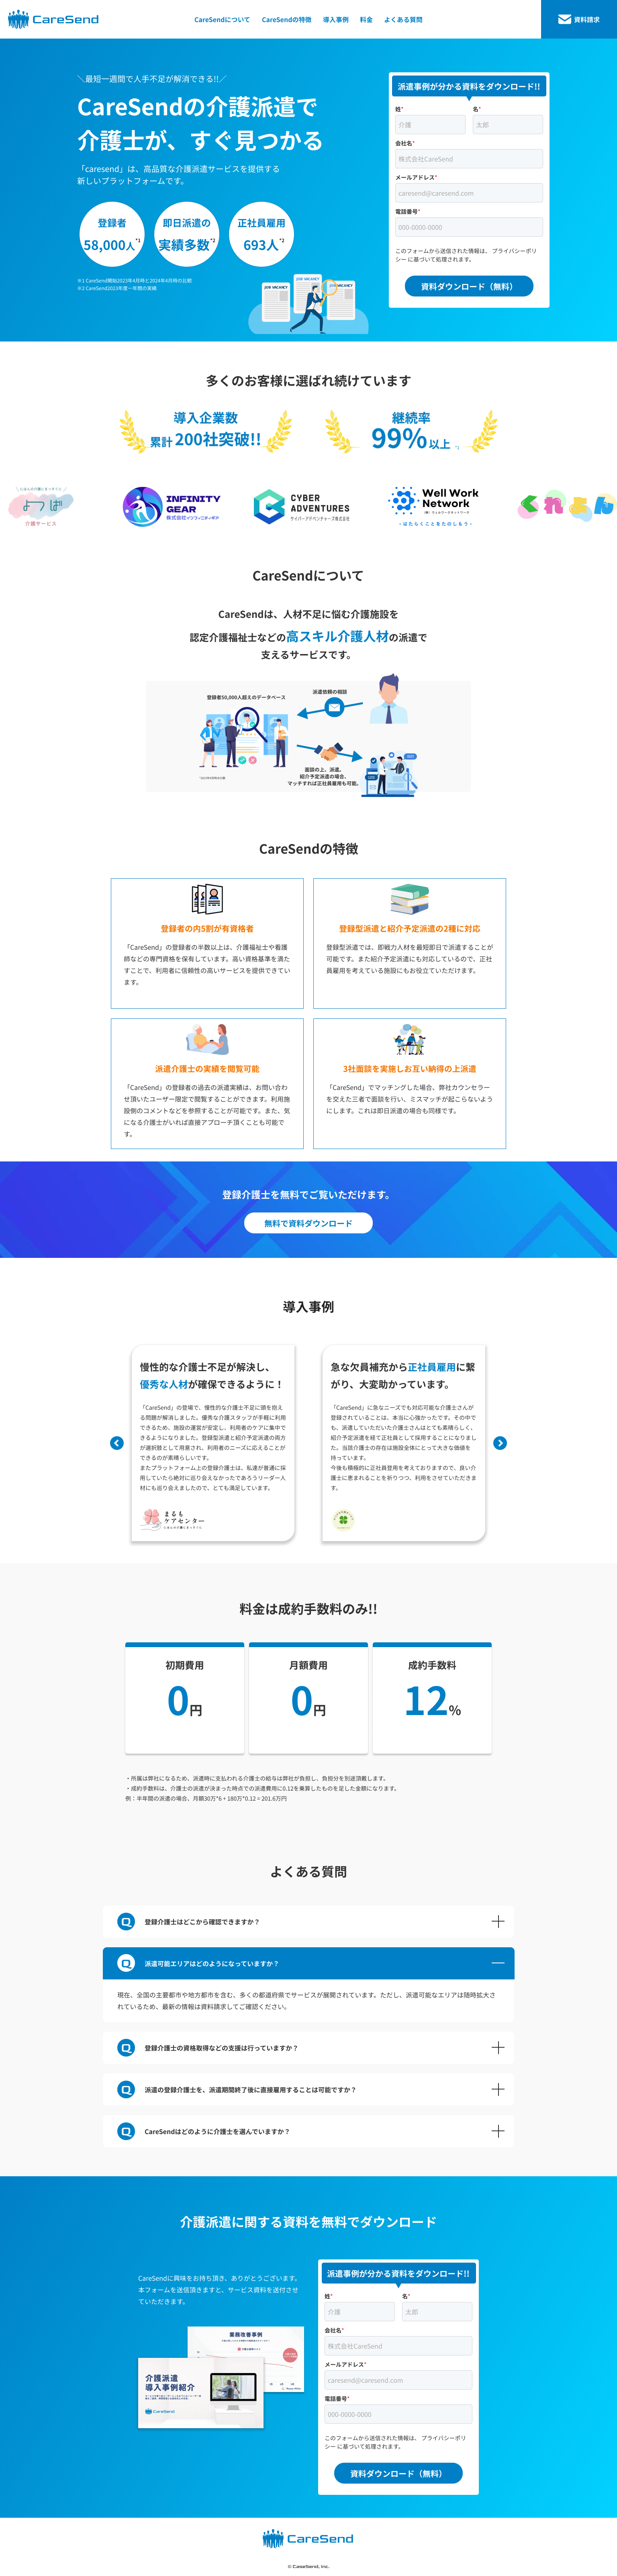 CareSend
CareSendについて
CareSendの特徴
導入事例
料金
よくある質問
資料請求
＼最短一週間で人手不足が解消できる!!／
CareSendの介護派遣で
介護士が、すぐ見つかる
「caresend」は、高品質な介護派遣サービスを提供する
新しいプラットフォームです。
登録者
58,000人*1
即日派遣の
実績多数*2
正社員雇用
693人*2
※1 CareSend開始2023年4月時と2024年4月時の比較
※2 CareSend2023年度一年間の実績
JOB VACANCY
JOB VACANCY
JOB VACANCY
派遣事例が分かる資料をダウンロード!!
姓*
名*
介護
太郎
会社名*
株式会社CareSend
メールアドレス*
caresend@caresend.com
電話番号*
000-0000-0000
このフォームから送信された情報は、プライバシーポリ
シーに基づいて処理されます。
資料ダウンロード（無料）
多くのお客様に選ばれ続けています
導入企業数
累計 200社突破!!
継続率
99%以上
よつば
介護サービス
INFINITY
GEAR
株式会社インフィニティギア
CYBER
ADVENTURES
サイバーアドベンチャーズ株式会社
Well Work
Network
(株) ウェルワークネットワーク
・はたらくことをたのしもう・
くれよん
CareSendについて
CareSendは、人材不足に悩む介護施設を
認定介護福祉士などの高スキル介護人材の派遣で
支えるサービスです。
登録者50,000人超えのデータベース
派遣依頼の相談
面談の上、派遣。
紹介予定派遣の場合、
マッチすれば正社員雇用も可能。
CareSendの特徴
登録者の内5割が有資格者
「CareSend」の登録者の半数以上は、介護福祉士や看護
師などの専門資格を保有しています。高い資格基準を満た
すことで、利用者に信頼性の高いサービスを提供できてい
ます。
登録型派遣と紹介予定派遣の2種に対応
登録型派遣では、即戦力人材を最短即日で派遣することが
可能です。また紹介予定派遣にも対応しているので、正社
員雇用を考えている施設にもお役立ていただけます。
派遣介護士の実績を閲覧可能
「CareSend」の登録者の過去の派遣実績は、お問い合わ
せ頂いたユーザー限定で閲覧することができます。利用施
設側のコメントなどを参照することが可能です。また、気
になる介護士がいれば直接アプローチ頂くことも可能で
す。
3社面談を実施しお互い納得の上派遣
「CareSend」でマッチングした場合、弊社カウンセラー
を交えた三者で面談を行い、ミスマッチが起こらないよう
にします。これは即日派遣の場合も同様です。
登録介護士を無料でご覧いただけます。
無料で資料ダウンロード
導入事例
慢性的な介護士不足が解決し、
優秀な人材が確保できるように！
「CareSend」の登場で、慢性的な介護士不足に頭を抱え
る問題が解消しました。優秀な介護スタッフが手軽に利用
できるため、施設の運営が安定し、利用者のケアに集中で
きるようになりました。登録型派遣と紹介予定派遣の両方
が選択肢として用意され、利用者のニーズに応えることが
できるのが素晴らしいです。
またプラットフォーム上の登録介護士は、私達が普通に採
用していたら絶対に巡り会えなかったであろうリーダー人
材にも巡り会えましたので、とても満足しています。
まるも
ケアセンター
急な欠員補充から正社員雇用に繋
がり、大変助かっています。
「CareSend」に急なニーズでも対応可能な介護士さんが
登録されていることは、本当に心強かったです。その中で
も、派遣していただいた介護士さんはとても素晴らしく、
紹介予定派遣を経て正社員として採用することになりまし
た。当該介護士の存在は施設全体にとって大きな価値を
持っています。
今後も積極的に正社員登用を考えておりますので、良い介
護士に恵まれることを祈りつつ、利用をさせていただきま
す。
料金は成約手数料のみ!!
初期費用
0円
月額費用
0円
成約手数料
12%
・所属は弊社になるため、派遣時に支払われる介護士の給与は弊社が負担し、負担分を別途頂戴します。
・成約手数料は、介護士の派遣が決まった時点での派遣費用に0.12を乗算したものを足した金額になります。
例：半年間の派遣の場合、月額30万*6 + 180万*0.12 = 201.6万円
よくある質問
Q
登録介護士はどこから確認できますか？
Q
派遣可能エリアはどのようになっていますか？
現在、全国の主要都市や地方都市を含む、多くの都道府県でサービスが展開されています。ただし、派遣可能なエリアは随時拡大さ
れているため、最新の情報は資料請求してご確認ください。
Q
登録介護士の資格取得などの支援は行っていますか？
Q
派遣の登録介護士を、派遣期間終了後に直接雇用することは可能ですか？
Q
CareSendはどのように介護士を選んでいますか？
介護派遣に関する資料を無料でダウンロード
CareSendに興味をお持ち頂き、ありがとうございます。
本フォームを送信頂きますと、サービス資料を送付させ
ていただきます。
業務改善事例
介護派遣
導入事例紹介
CareSend
派遣事例が分かる資料をダウンロード!!
姓*
名*
介護
太郎
会社名*
株式会社CareSend
メールアドレス*
caresend@caresend.com
電話番号*
000-0000-0000
このフォームから送信された情報は、プライバシーポリ
シーに基づいて処理されます。
資料ダウンロード（無料）
CareSend
© CaseSend, Inc.